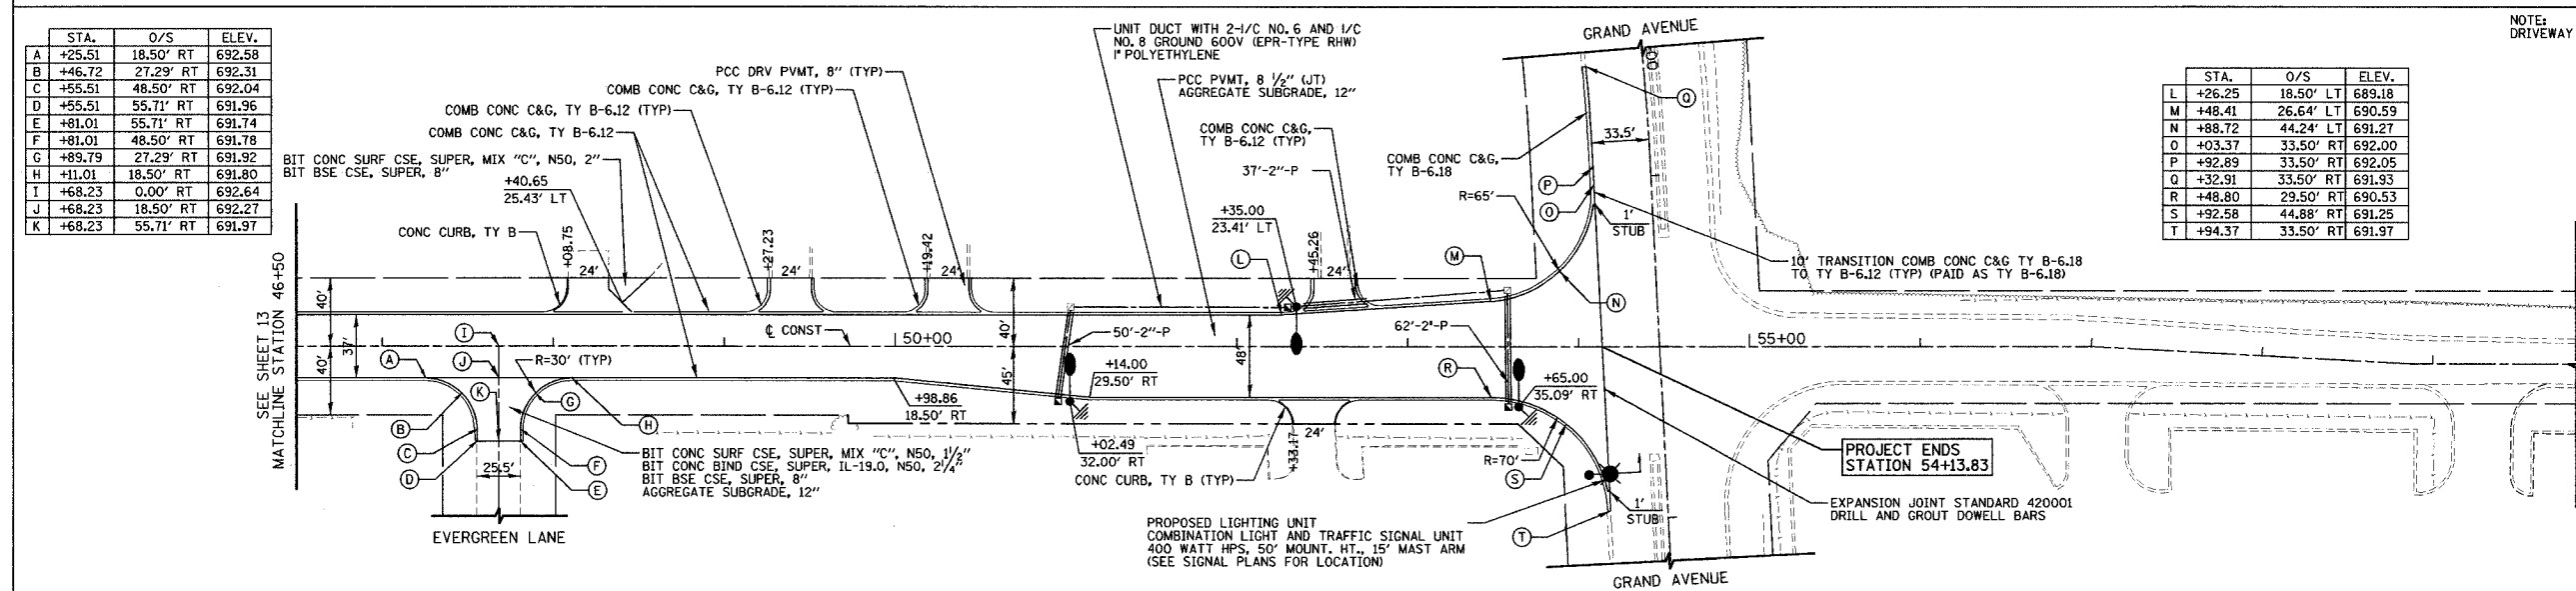 STA. O/S ELEV.
A +25.51 18.50' RT 692.58
B +46.72 27.29' RT 692.31
C +55.51 48.50' RT 692.04
D +55.51 55.71' RT 691.96
E +81.01 55.71' RT 691.74
F +81.01 48.50' RT 691.78
G +89.79 27.29' RT 691.92
H +11.01 18.50' RT 691.80
I +68.23 0.00' RT 692.64
J +68.23 18.50' RT 692.27
K +68.23 55.71' RT 691.97
NOTE:
DRIVEWAY
STA. O/S ELEV.
L +26.25 18.50' LT 689.18
M +48.41 26.64' LT 690.59
N +88.72 44.24' LT 691.27
O +03.37 33.50' RT 692.00
P +92.89 33.50' RT 692.05
Q +32.91 33.50' RT 691.93
R +48.80 29.50' RT 690.53
S +92.58 44.88' RT 691.25
T +94.37 33.50' RT 691.97
UNIT DUCT WITH 2-1/C NO. 6 AND 1/C
NO. 8 GROUND 600V (EPR-TYPE RHW)
1" POLYETHYLENE
GRAND AVENUE
PCC DRV PVMT, 8" (TYP)
PCC PVMT, 8 1/2" (JT)
AGGREGATE SUBGRADE, 12"
COMB CONC C&G, TY B-6.12 (TYP)
COMB CONC C&G, TY B-6.12 (TYP)
COMB CONC C&G, TY B-6.12
COMB CONC C&G,
TY B-6.12 (TYP)
Q
33.5'
COMB CONC C&G,
TY B-6.18
BIT CONC SURF CSE, SUPER, MIX "C", N50, 2"
BIT BSE CSE, SUPER, 8"
37'-2"-P
+40.65
25.43' LT
P
R=65'
O
+35.00
23.41' LT
1'
STUB
CONC CURB, TY B
+08.75
+27.23
+19.42
+45.26
24'
24'
24'
24'
L
M
N
10' TRANSITION COMB CONC C&G TY B-6.18
TO TY B-6.12 (TYP) (PAID AS TY B-6.18)
SEE SHEET 13
MATCHLINE STATION 46+50
40'
37'
40'
I
J
℄ CONST
50+00
40'
45'
50'-2"-P
48'
62'-2"-P
55+00
A
R=30' (TYP)
K
G
H
B
C
D
F
E
25.5'
+98.86
18.50' RT
+14.00
29.50' RT
R
+65.00
35.09' RT
+02.49
32.00' RT
+33.17
24'
CONC CURB, TY B (TYP)
R=70'
S
BIT CONC SURF CSE, SUPER, MIX "C", N50, 1 1/2"
BIT CONC BIND CSE, SUPER, IL-19.0, N50, 2 1/4"
BIT BSE CSE, SUPER, 8"
AGGREGATE SUBGRADE, 12"
PROJECT ENDS
STATION 54+13.83
EXPANSION JOINT STANDARD 420001
DRILL AND GROUT DOWELL BARS
1'
STUB
T
PROPOSED LIGHTING UNIT
COMBINATION LIGHT AND TRAFFIC SIGNAL UNIT
400 WATT HPS, 50' MOUNT. HT., 15' MAST ARM
(SEE SIGNAL PLANS FOR LOCATION)
EVERGREEN LANE
GRAND AVENUE